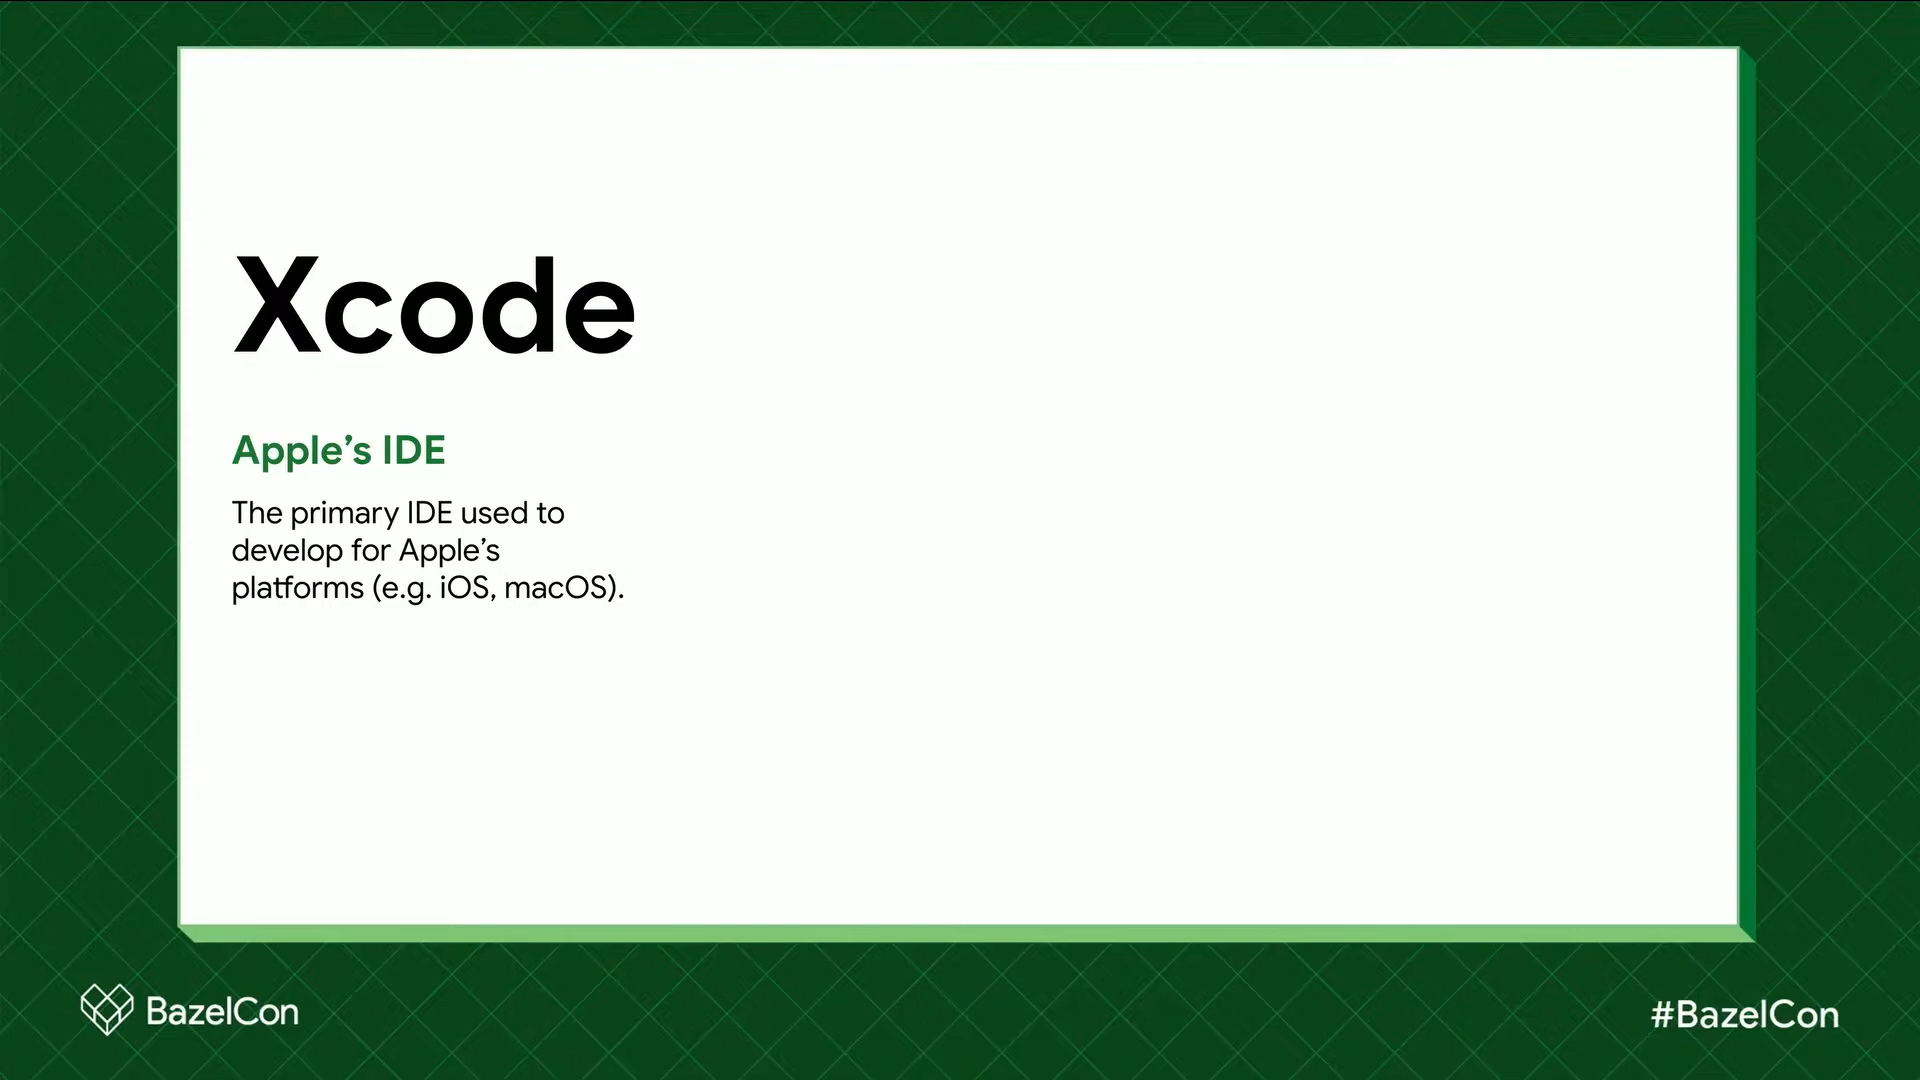 Xcode
Apple’s IDE
The primary IDE used to
develop for Apple’s
platforms (e.g. iOS, macOS).
BazelCon
#BazelCon